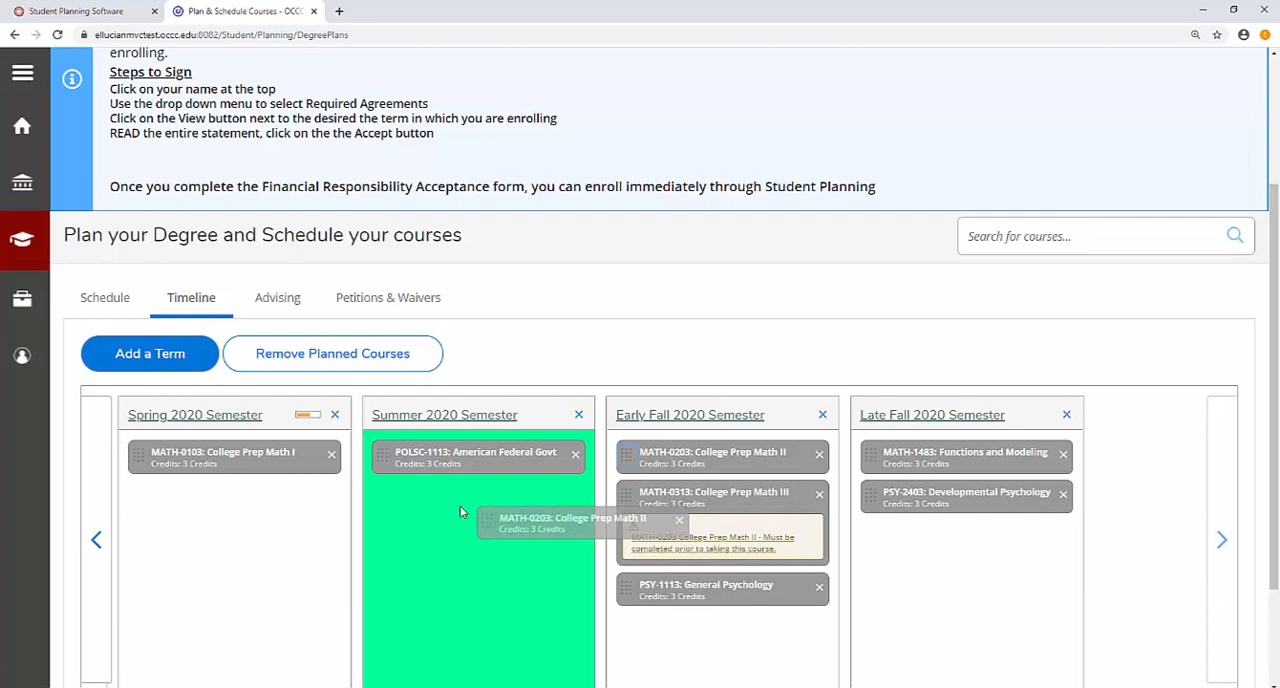 Student Planning Software
Plan & Schedule Courses - OCCC
ellucianmvctest.occc.edu:8082/Student/Planning/DegreePlans
enrolling.
Steps to Sign
Click on your name at the top
Use the drop down menu to select Required Agreements
Click on the View button next to the desired the term in which you are enrolling
READ the entire statement, click on the the Accept button
Once you complete the Financial Responsibility Acceptance form, you can enroll immediately through Student Planning
Plan your Degree and Schedule your courses
Search for courses...
Schedule
Timeline
Advising
Petitions & Waivers
Add a Term
Remove Planned Courses
Spring 2020 Semester
MATH-0103: College Prep Math I
Credits: 3 Credits
Summer 2020 Semester
POLSC-1113: American Federal Govt
Credits: 3 Credits
MATH-0203: College Prep Math II
Credits: 3 Credits
Early Fall 2020 Semester
MATH-0203: College Prep Math II
Credits: 3 Credits
MATH-0313: College Prep Math III
Credits: 3 Credits
MATH-0203 College Prep Math II - Must be
completed prior to taking this course.
PSY-1113: General Psychology
Credits: 3 Credits
Late Fall 2020 Semester
MATH-1483: Functions and Modeling
Credits: 3 Credits
PSY-2403: Developmental Psychology
Credits: 3 Credits